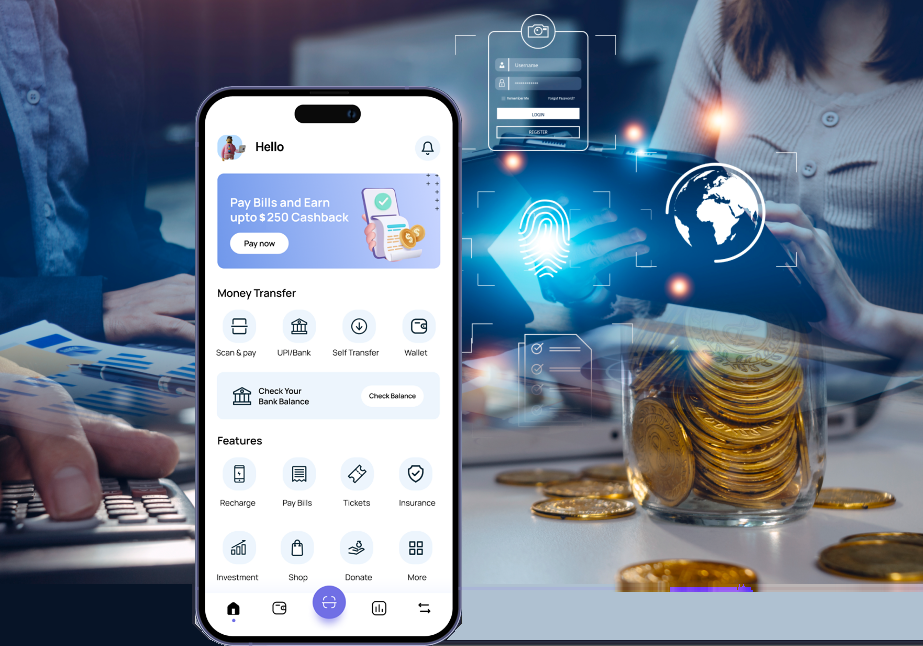 Hello
Pay Bills and Earn
upto $250 Cashback
Pay now
Money Transfer
Scan & pay
UPI/Bank
Self Transfer
Wallet
Check Your
Bank Balance
Check Balance
Features
Recharge
Pay Bills
Tickets
Insurance
Investment
Shop
Donate
More
Username
Remember Me
Forgot Password?
LOGIN
REGISTER